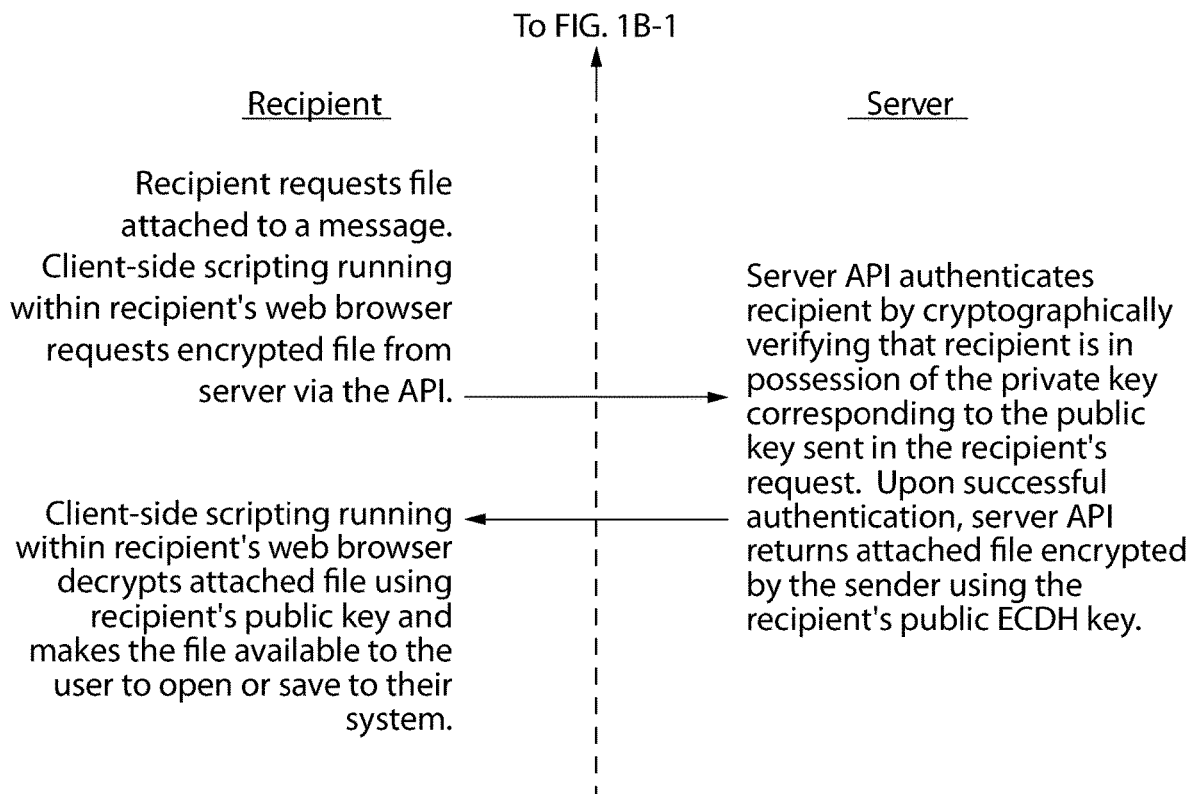 To FIG. 1B-1
Recipient
Server
Recipient requests file
attached to a message.
Client-side scripting running
within recipient's web browser
requests encrypted file from
server via the API.
Server API authenticates
recipient by cryptographically
verifying that recipient is in
possession of the private key
corresponding to the public
key sent in the recipient's
request.  Upon successful
authentication, server API
returns attached file encrypted
by the sender using the
recipient's public ECDH key.
Client-side scripting running
within recipient's web browser
decrypts attached file using
recipient's public key and
makes the file available to the
user to open or save to their
system.